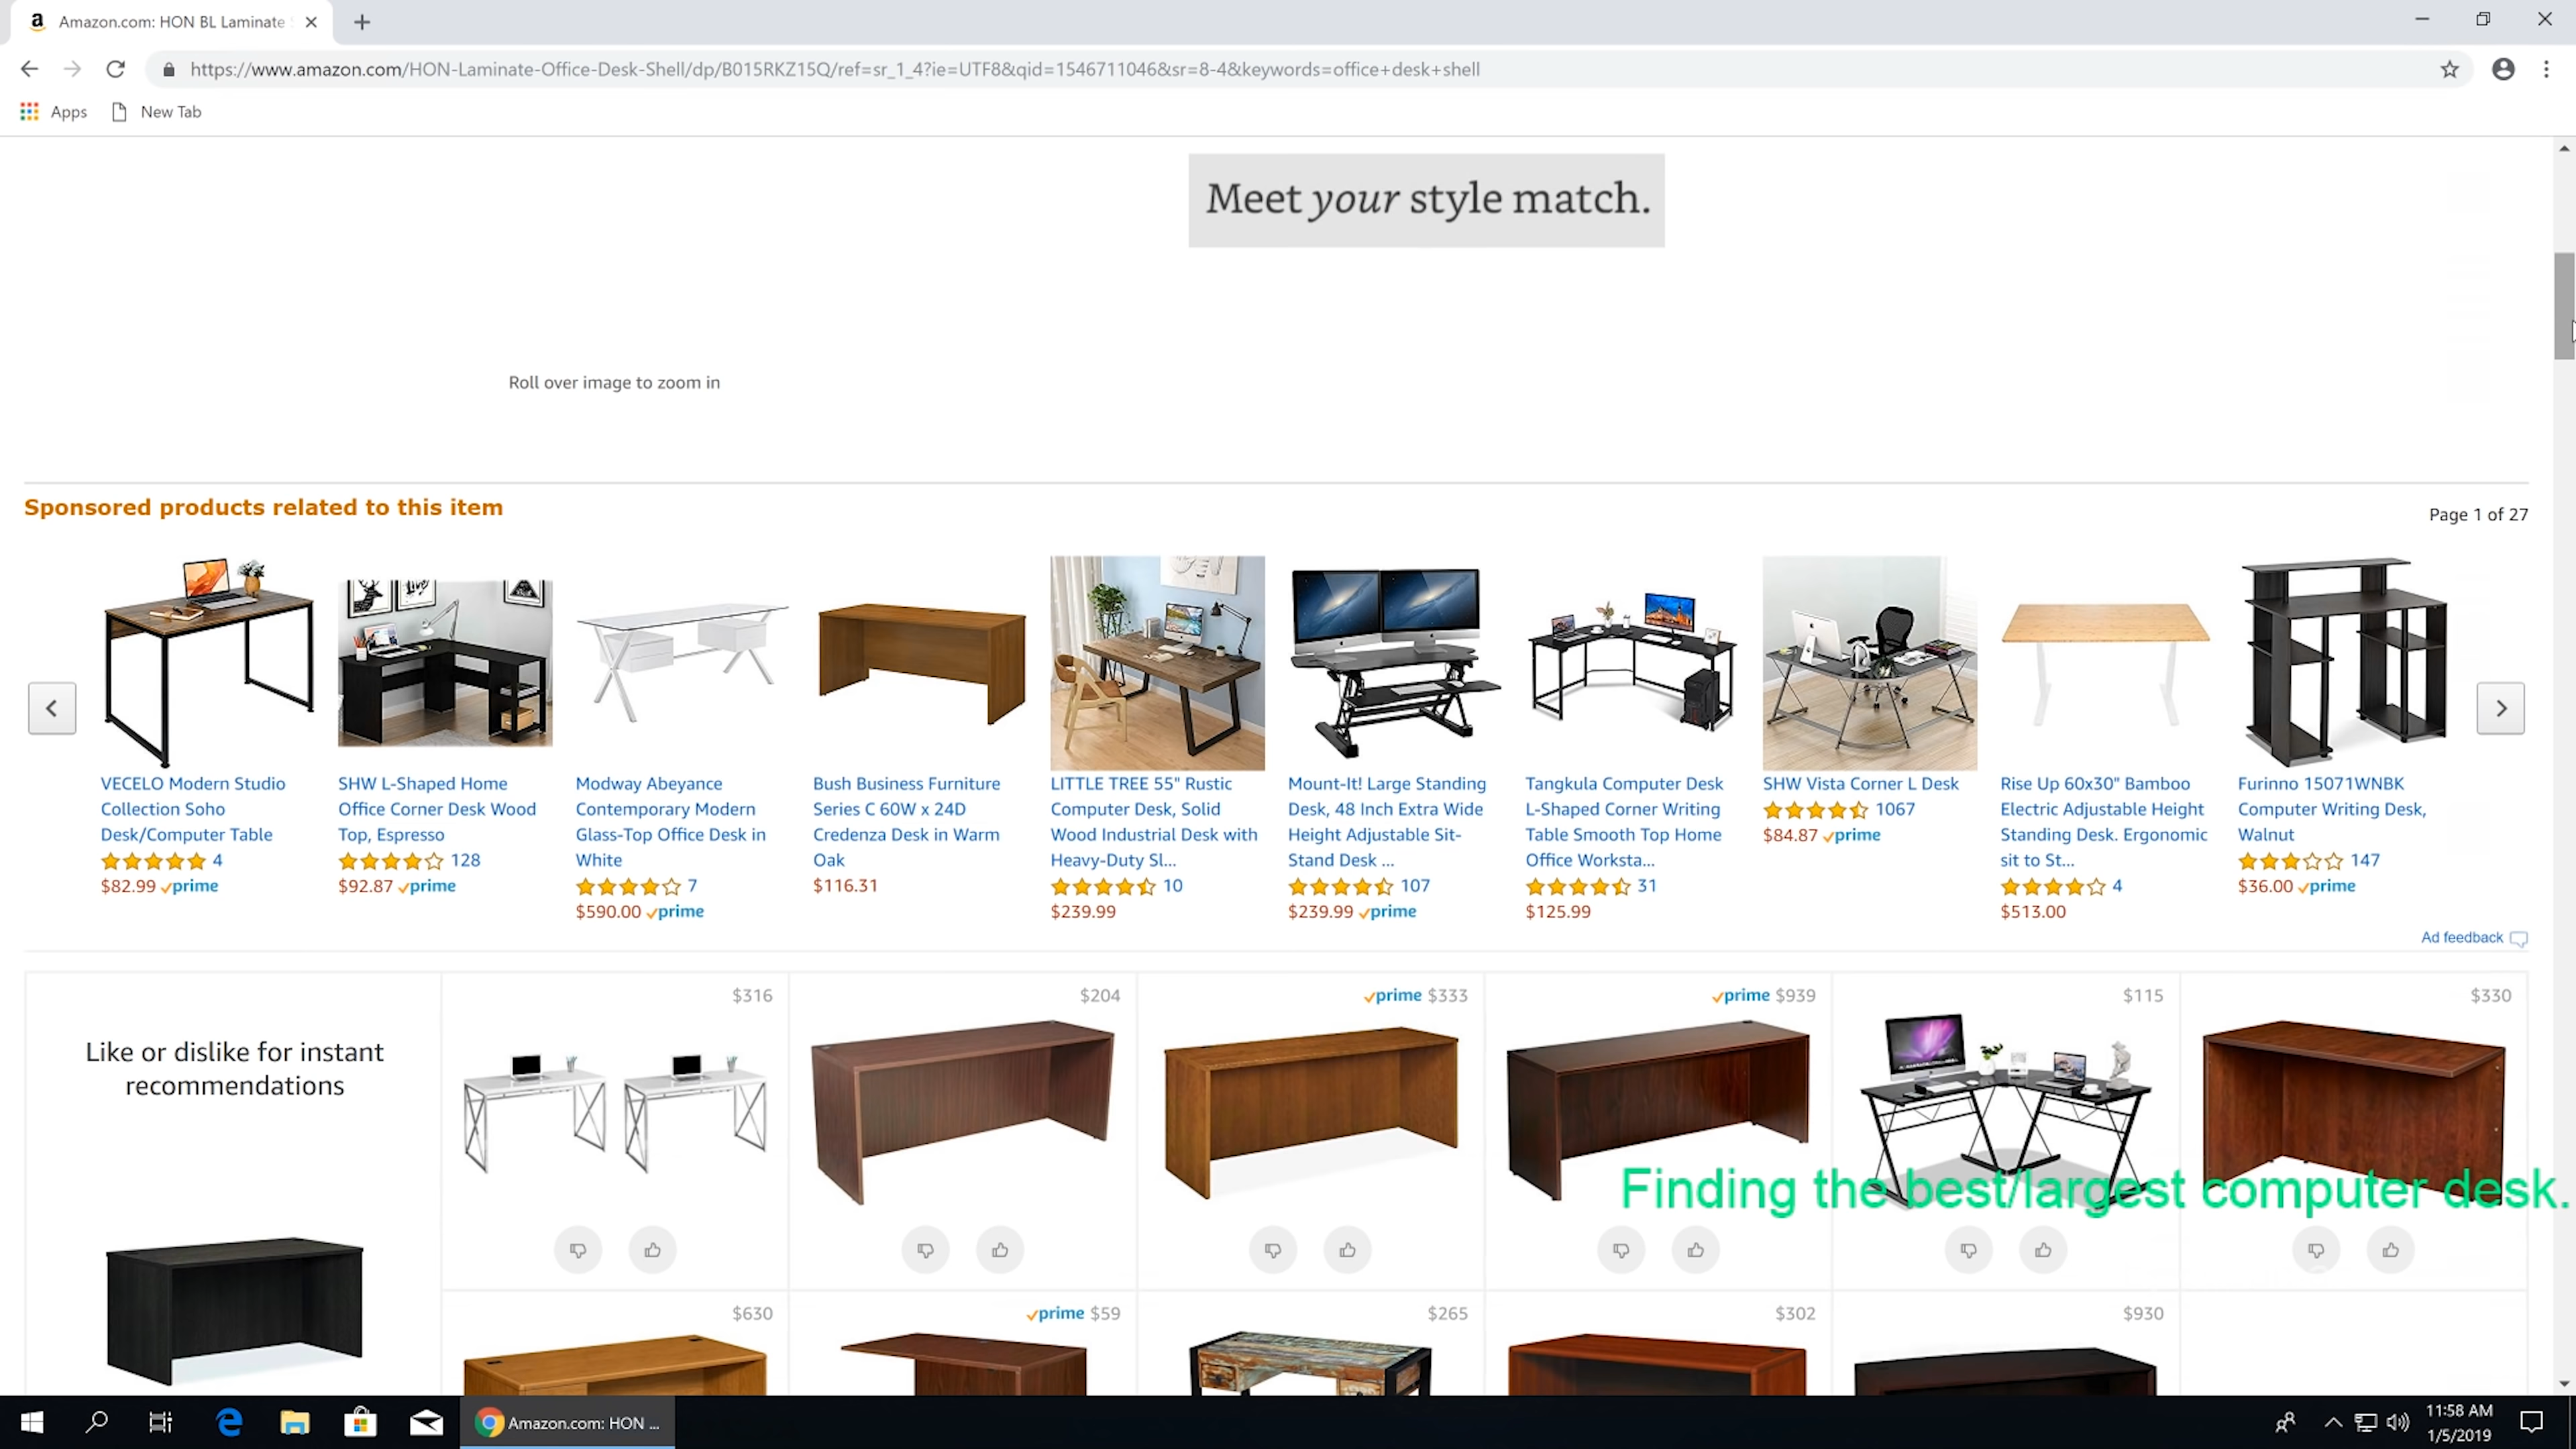 Amazon.com: HON BL Laminate
https://www.amazon.com/HON-Laminate-Office-Desk-Shell/dp/B015RKZ15Q/ref=sr_1_4?ie=UTF8&qid=1546711046&sr=8-4&keywords=office+desk+shell
Apps New Tab
Meet your style match.
Roll over image to zoom in
Sponsored products related to this item
Page 1 of 27
VECELO Modern Studio
Collection Soho
Desk/Computer Table
4
$82.99 prime
SHW L-Shaped Home
Office Corner Desk Wood
Top, Espresso
128
$92.87 prime
Modway Abeyance
Contemporary Modern
Glass-Top Office Desk in
White
7
$590.00 prime
Bush Business Furniture
Series C 60W x 24D
Credenza Desk in Warm
Oak
$116.31
LITTLE TREE 55" Rustic
Computer Desk, Solid
Wood Industrial Desk with
Heavy-Duty Sl...
10
$239.99
Mount-It! Large Standing
Desk, 48 Inch Extra Wide
Height Adjustable Sit-
Stand Desk ...
107
$239.99 prime
Tangkula Computer Desk
L-Shaped Corner Writing
Table Smooth Top Home
Office Worksta...
31
$125.99
SHW Vista Corner L Desk
1067
$84.87 prime
Rise Up 60x30" Bamboo
Electric Adjustable Height
Standing Desk. Ergonomic
sit to St...
4
$513.00
Furinno 15071WNBK
Computer Writing Desk,
Walnut
147
$36.00 prime
Ad feedback
Like or dislike for instant
recommendations
$316
$204
prime $333
prime $939
$115
$330
Finding the best/largest computer desk.
$630
prime $59
$265
$302
$930
Amazon.com: HON ...
11:58 AM
1/5/2019